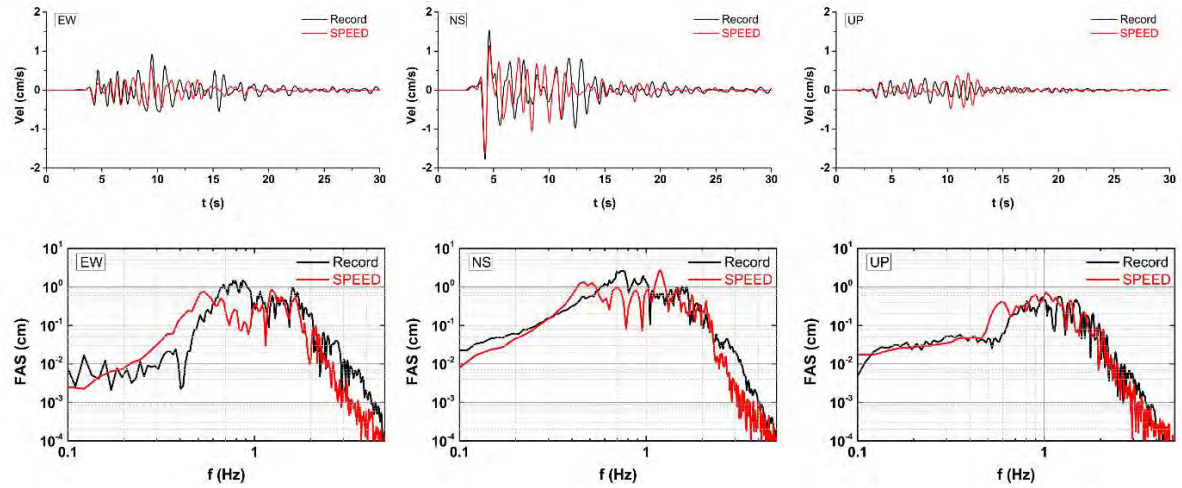 EW
Record
SPEED
Vel (cm/s)
2
1
0
-1
-2
0 5 10 15 20 25 30
t (s)
NS
Record
SPEED
Vel (cm/s)
2
1
0
-1
-2
0 5 10 15 20 25 30
t (s)
UP
Record
SPEED
Vel (cm/s)
2
1
0
-1
-2
0 5 10 15 20 25 30
t (s)
EW
Record
SPEED
FAS (cm)
10^1
10^0
10^-1
10^-2
10^-3
10^-4
0.1 1
f (Hz)
NS
Record
SPEED
FAS (cm)
10^1
10^0
10^-1
10^-2
10^-3
10^-4
0.1 1
f (Hz)
UP
Record
SPEED
FAS (cm)
10^1
10^0
10^-1
10^-2
10^-3
10^-4
0.1 1
f (Hz)